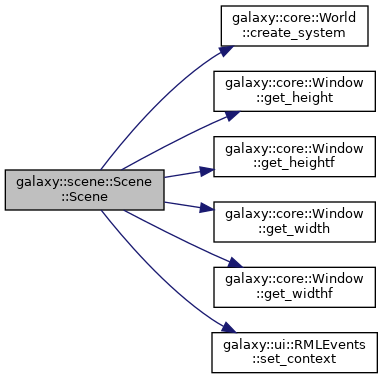 galaxy::scene::Scene
::Scene
galaxy::core::World
::create_system
galaxy::core::Window
::get_height
galaxy::core::Window
::get_heightf
galaxy::core::Window
::get_width
galaxy::core::Window
::get_widthf
galaxy::ui::RMLEvents
::set_context